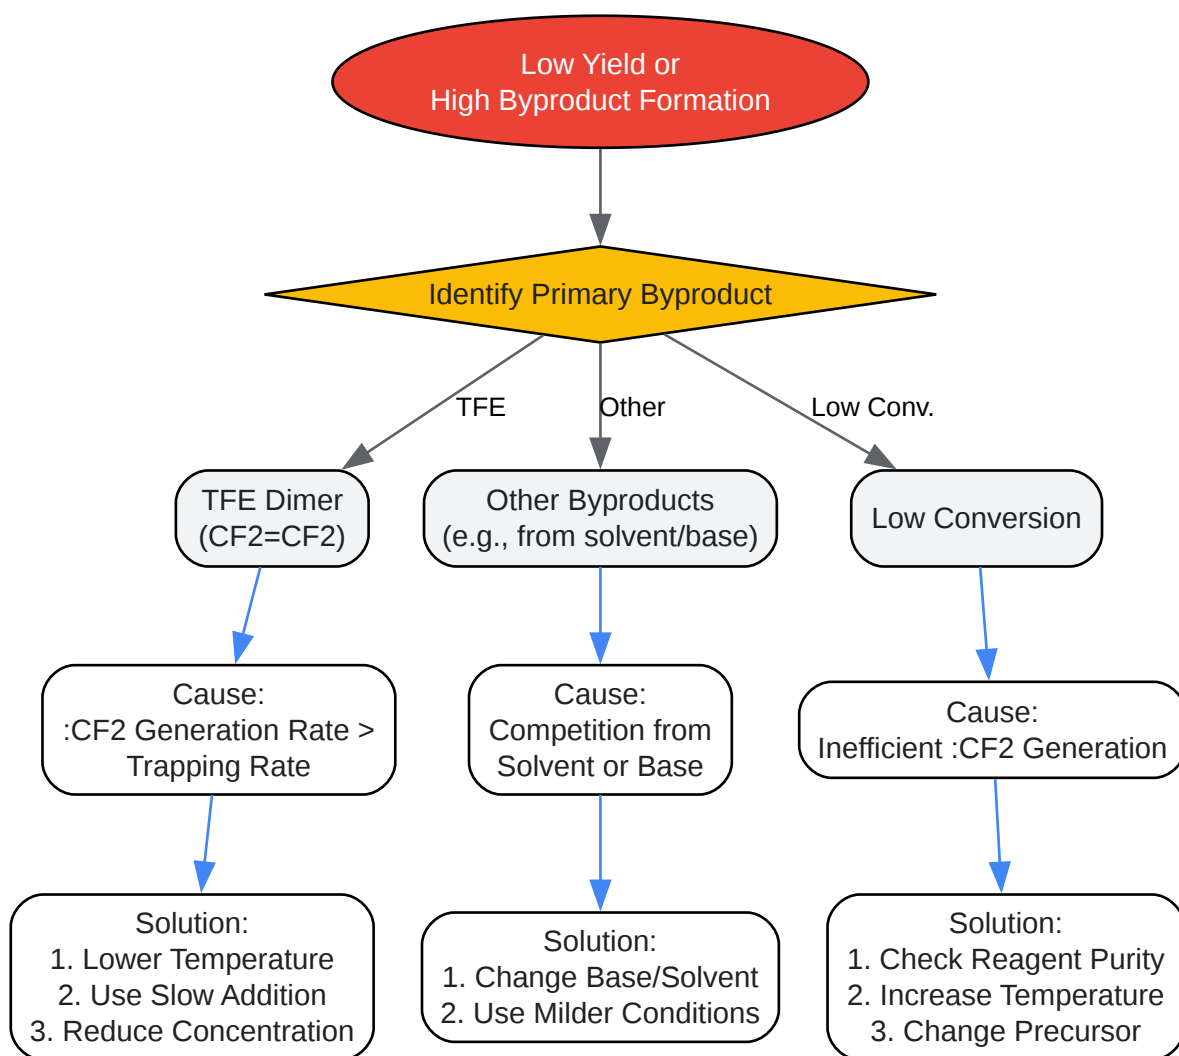 Low Yield or
High Byproduct Formation
Identify Primary Byproduct
TFE
Other
Low Conv.
TFE Dimer
(CF2=CF2)
Other Byproducts
(e.g., from solvent/base)
Low Conversion
Cause:
:CF2 Generation Rate >
Trapping Rate
Cause:
Competition from
Solvent or Base
Cause:
Inefficient :CF2 Generation
Solution:
1. Lower Temperature
2. Use Slow Addition
3. Reduce Concentration
Solution:
1. Change Base/Solvent
2. Use Milder Conditions
Solution:
1. Check Reagent Purity
2. Increase Temperature
3. Change Precursor